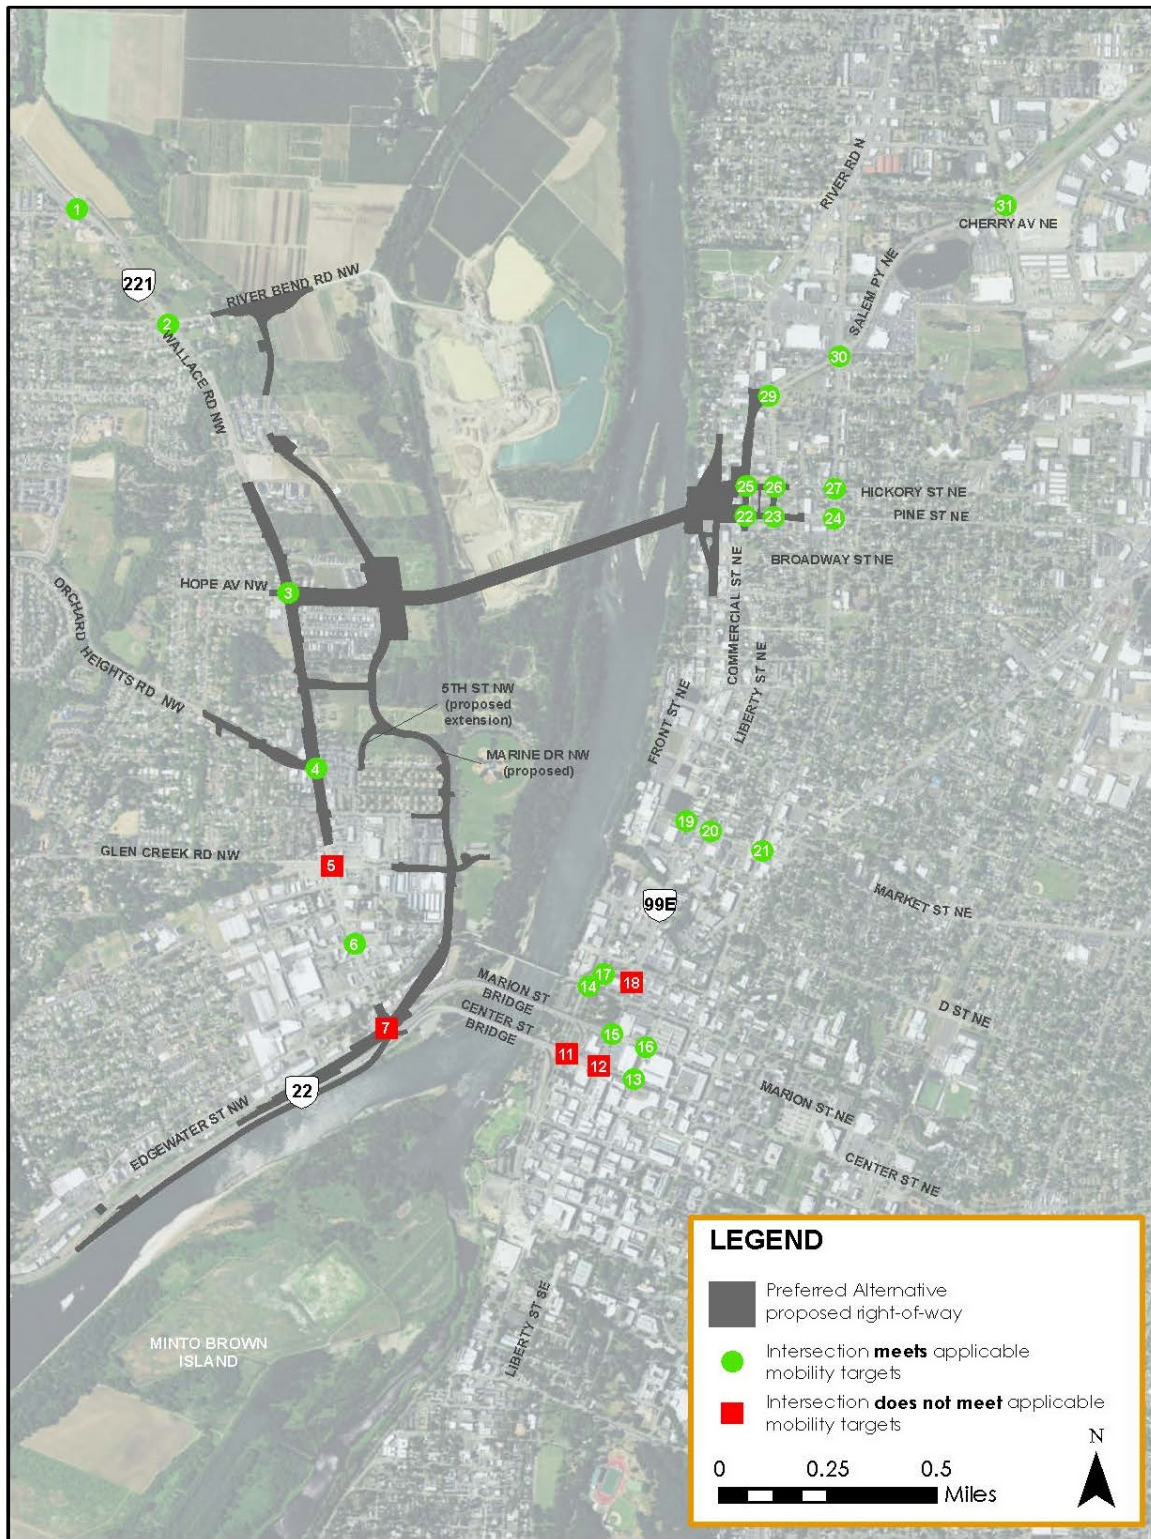 RIVER RD N
31
CHERRY AV NE
1
221
RIVER BEND RD NW
2
WALLACE RD NW
SALEM PY NE
30
29
25
26
27
HICKORY ST NE
22
23
24
PINE ST NE
BROADWAY ST NE
HOPE AV NW
3
ORCHARD HEIGHTS RD NW
COMMERCIAL ST NE
LIBERTY ST NE
FRONT ST NE
5TH ST NW
(proposed
extension)
MARINE DR NW
(proposed)
4
19
20
21
GLEN CREEK RD NW
5
MARKET ST NE
99E
6
17
14
18
MARION ST
BRIDGE
CENTER ST
BRIDGE
D ST NE
7
15
16
11
12
13
22
EDGEWATER ST NW
MARION ST NE
CENTER ST NE
LIBERTY ST SE
MINTO BROWN
ISLAND
LEGEND
Preferred Alternative
proposed right-of-way
Intersection meets applicable
mobility targets
Intersection does not meet applicable
mobility targets
N
0 0.25 0.5
Miles